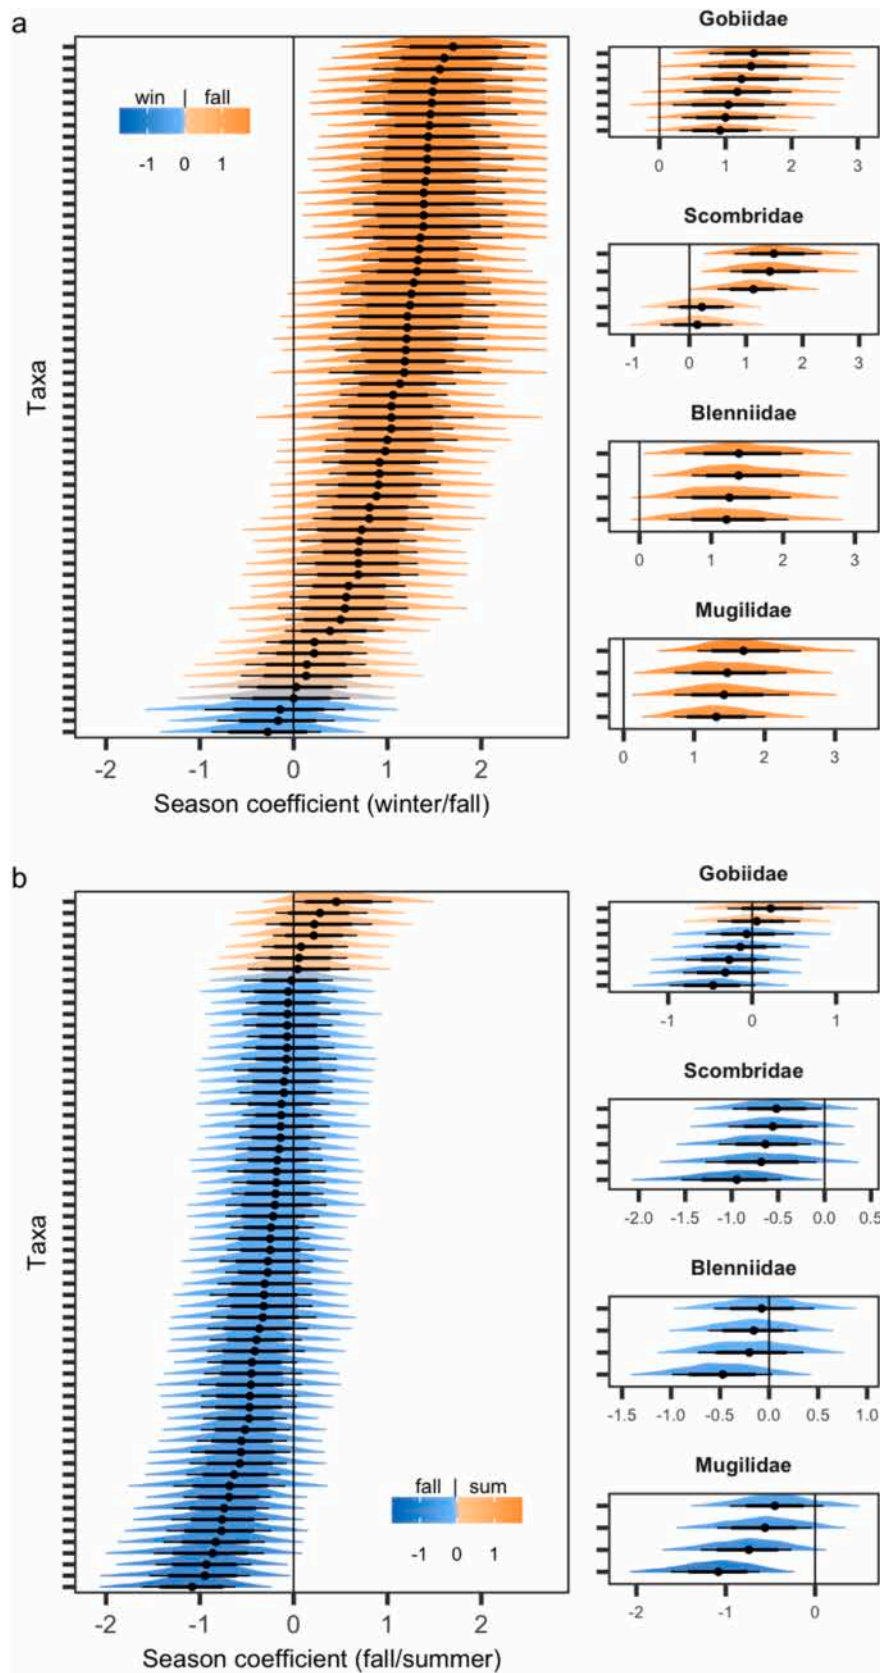 a
win | fall
-1 0 1
Taxa
-2 -1 0 1 2
Season coefficient (winter/fall)
Gobiidae
0 1 2 3
Scombridae
-1 0 1 2 3
Blenniidae
0 1 2 3
Mugilidae
0 1 2 3
b
Taxa
fall | sum
-1 0 1
-2 -1 0 1 2
Season coefficient (fall/summer)
Gobiidae
-1 0 1
Scombridae
-2.0 -1.5 -1.0 -0.5 0.0 0.5
Blenniidae
-1.5 -1.0 -0.5 0.0 0.5 1.0
Mugilidae
-2 -1 0